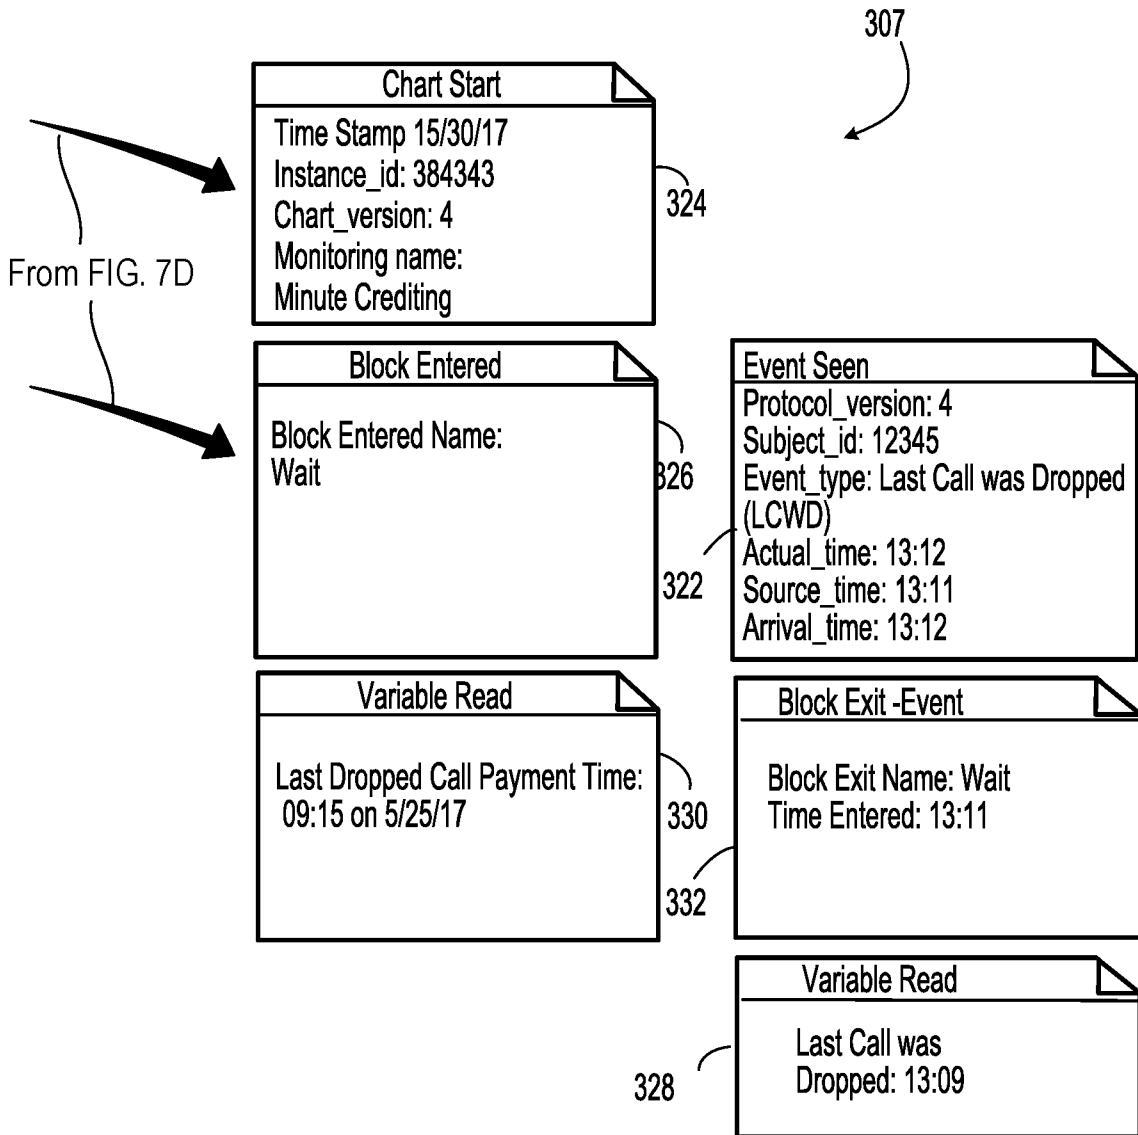 307
Chart Start
Time Stamp 15/30/17
Instance_id: 384343
Chart_version: 4
Monitoring name:
Minute Crediting
324
From FIG. 7D
Block Entered
Block Entered Name:
Wait
326
Event Seen
Protocol_version: 4
Subject_id: 12345
Event_type: Last Call was Dropped
(LCWD)
Actual_time: 13:12
Source_time: 13:11
Arrival_time: 13:12
322
Variable Read
Last Dropped Call Payment Time:
09:15 on 5/25/17
330
Block Exit -Event
Block Exit Name: Wait
Time Entered: 13:11
332
Variable Read
Last Call was
Dropped: 13:09
328